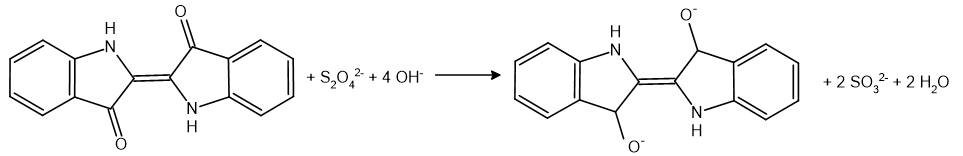 O
H
N
N
H
O
+ S₂O₄²⁻ + 4 OH⁻
O⁻
H
N
N
H
O⁻
+ 2 SO₃²⁻ + 2 H₂O